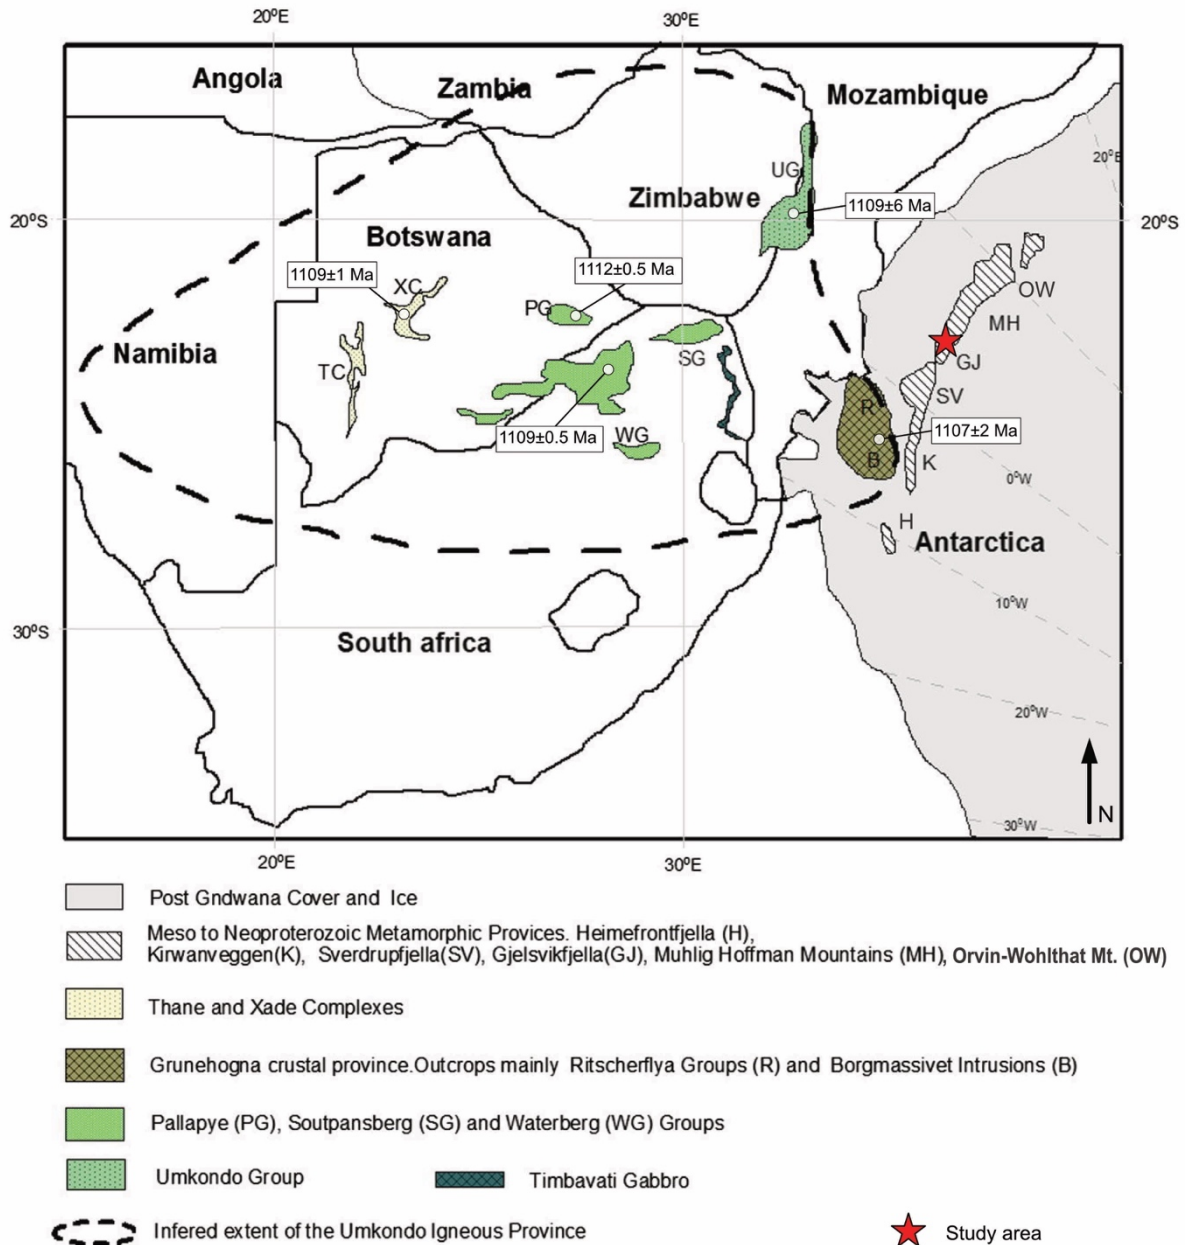 20ºE
30ºE
Angola
Zambia
Mozambique
20ºE
UG
Zimbabwe
1109±6 Ma
20ºS
20ºS
Botswana
1109±1 Ma
1112±0.5 Ma
XC
OW
PG
MH
Namibia
TC
SG
GJ
SV
R
1109±0.5 Ma
WG
1107±2 Ma
B
K
0ºW
H
Antarctica
10ºW
30ºS
South africa
20ºW
N
30ºW
20ºE
30ºE
Post Gndwana Cover and Ice
Meso to Neoproterozoic Metamorphic Provices. Heimefrontfjella (H),
Kirwanveggen(K), Sverdrupfjella(SV), Gjelsvikfjella(GJ), Muhlig Hoffman Mountains (MH), Orvin-Wohlthat Mt. (OW)
Thane and Xade Complexes
Grunehogna crustal province.Outcrops mainly Ritscherflya Groups (R) and Borgmassivet Intrusions (B)
Pallapye (PG), Soutpansberg (SG) and Waterberg (WG) Groups
Umkondo Group
Timbavati Gabbro
Infered extent of the Umkondo Igneous Province
Study area